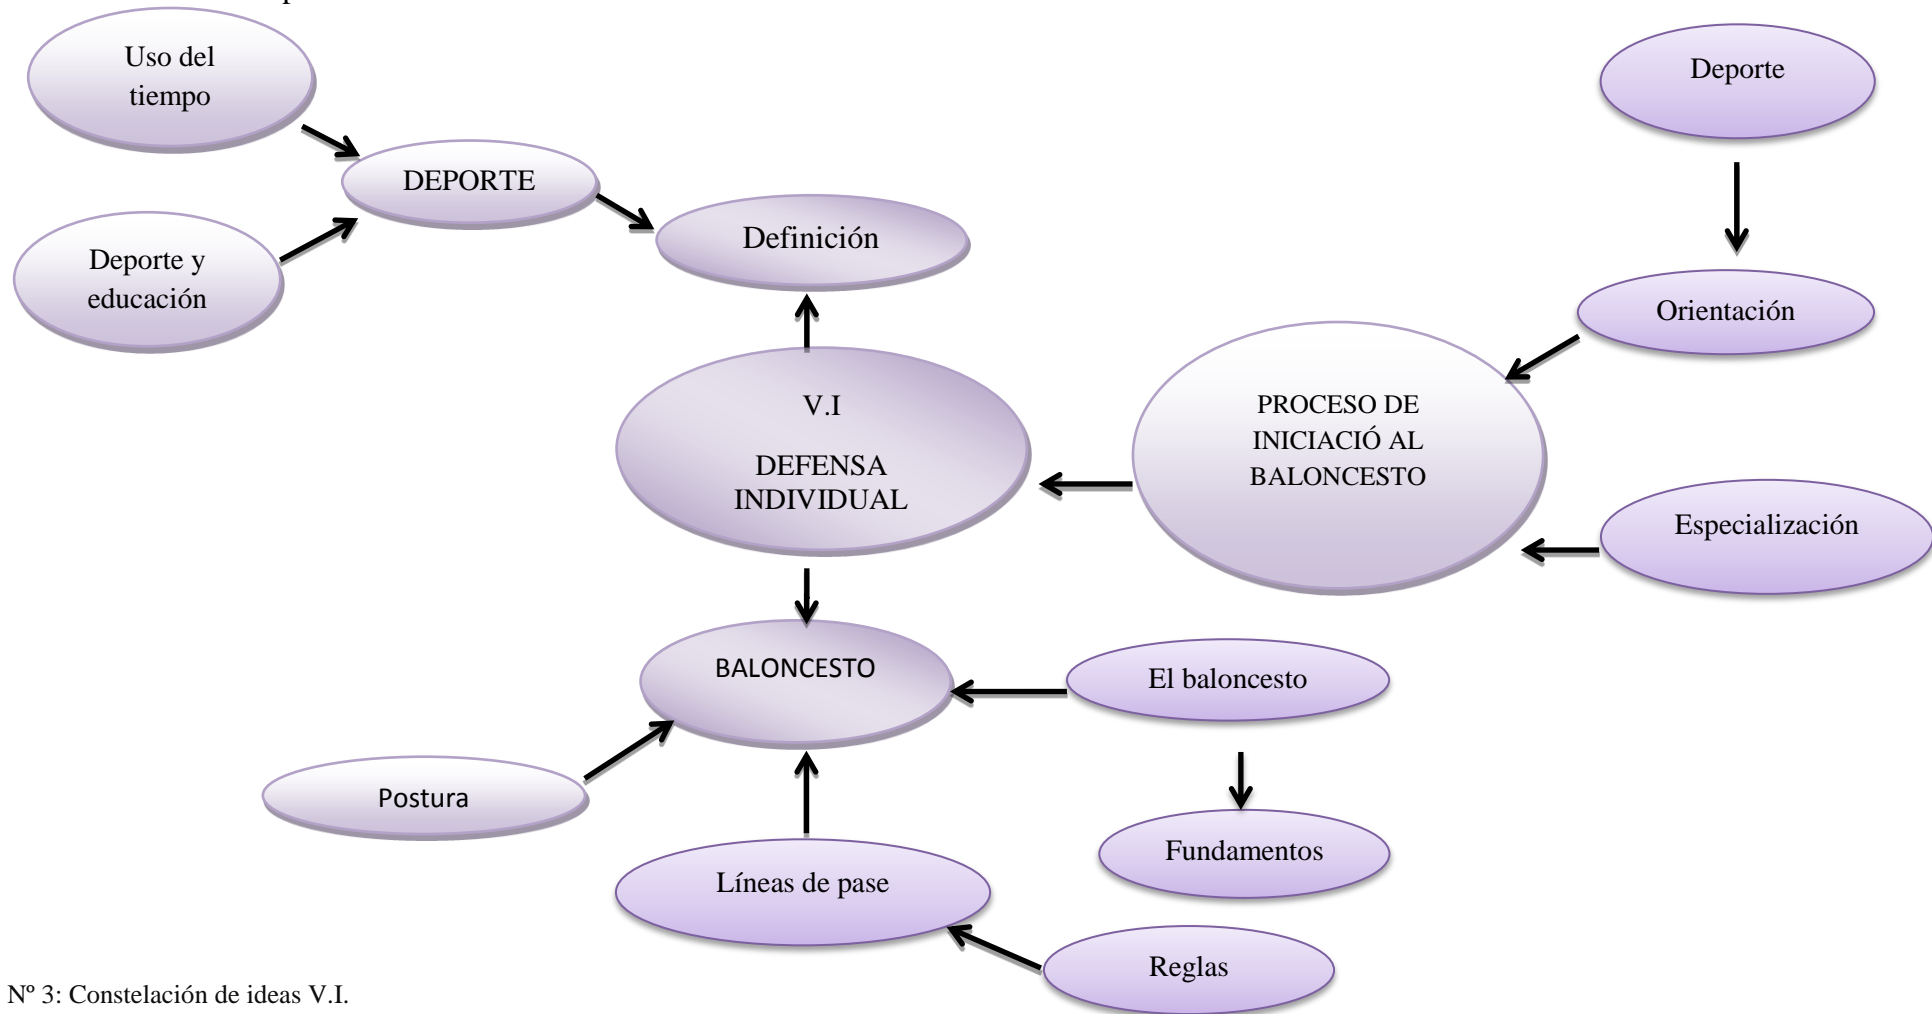 Uso del
tiempo
Deporte
DEPORTE
Definición
Deporte y
educación
Orientación
V.I
DEFENSA
INDIVIDUAL
PROCESO DE
INICIACIÓ AL
BALONCESTO
Especialización
BALONCESTO
El baloncesto
Postura
Fundamentos
Líneas de pase
Reglas
Nº 3: Constelación de ideas V.I.